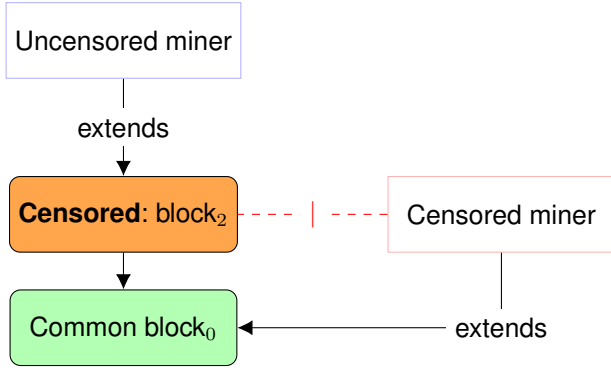 Uncensored miner
extends
Censored: block₂
Censored miner
Common block₀
extends